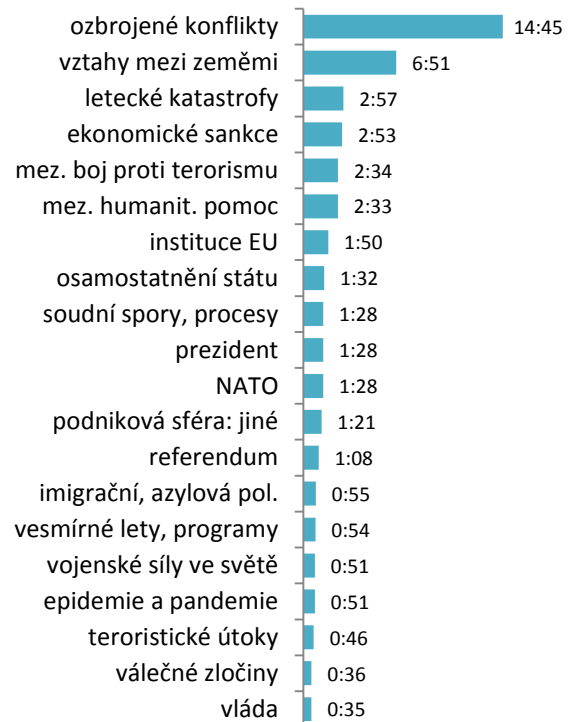 ozbrojené konflikty 14:45
vztahy mezi zeměmi 6:51
letecké katastrofy 2:57
ekonomické sankce 2:53
mez. boj proti terorismu 2:34
mez. humanit. pomoc 2:33
instituce EU 1:50
osamostatnění státu 1:32
soudní spory, procesy 1:28
prezident 1:28
NATO 1:28
podniková sféra: jiné 1:21
referendum 1:08
imigrační, azylová pol. 0:55
vesmírné lety, programy 0:54
vojenské síly ve světě 0:51
epidemie a pandemie 0:51
teroristické útoky 0:46
válečné zločiny 0:36
vláda 0:35